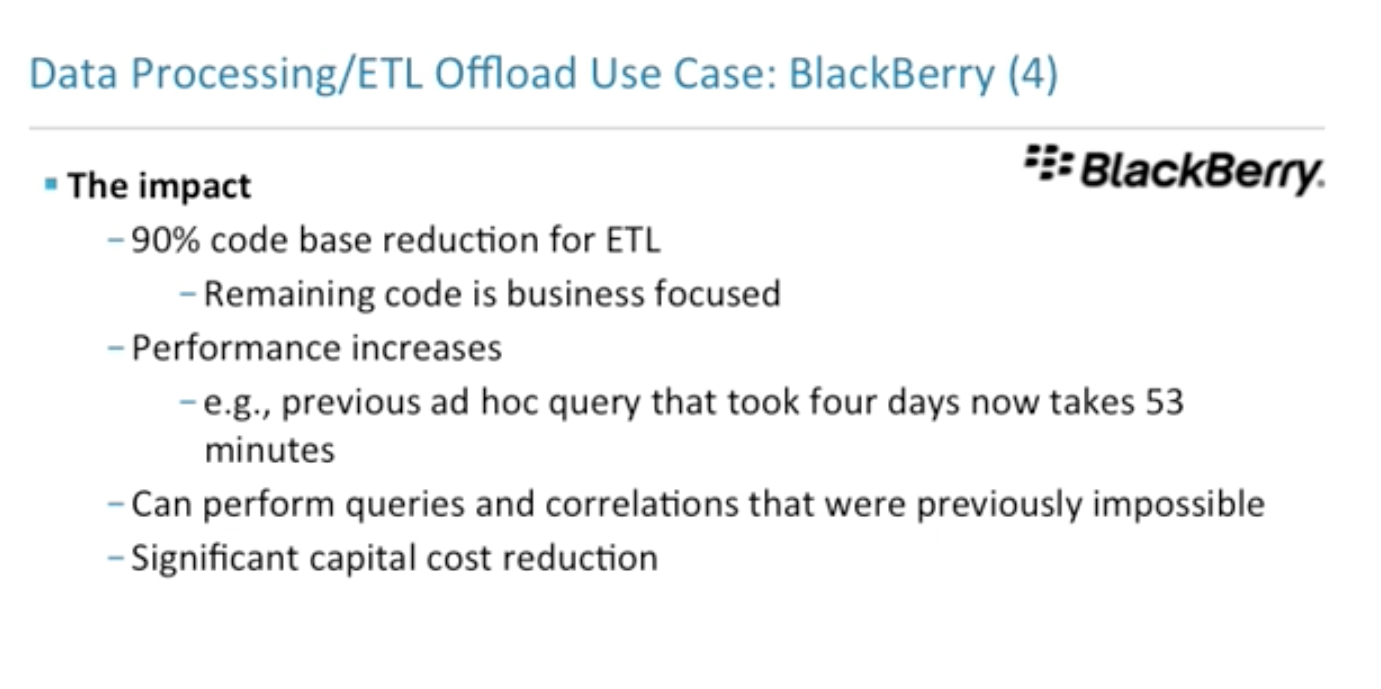 Data Processing/ETL Offload Use Case: BlackBerry (4)
BlackBerry.
▪ The impact
– 90% code base reduction for ETL
– Remaining code is business focused
– Performance increases
– e.g., previous ad hoc query that took four days now takes 53
minutes
– Can perform queries and correlations that were previously impossible
– Significant capital cost reduction